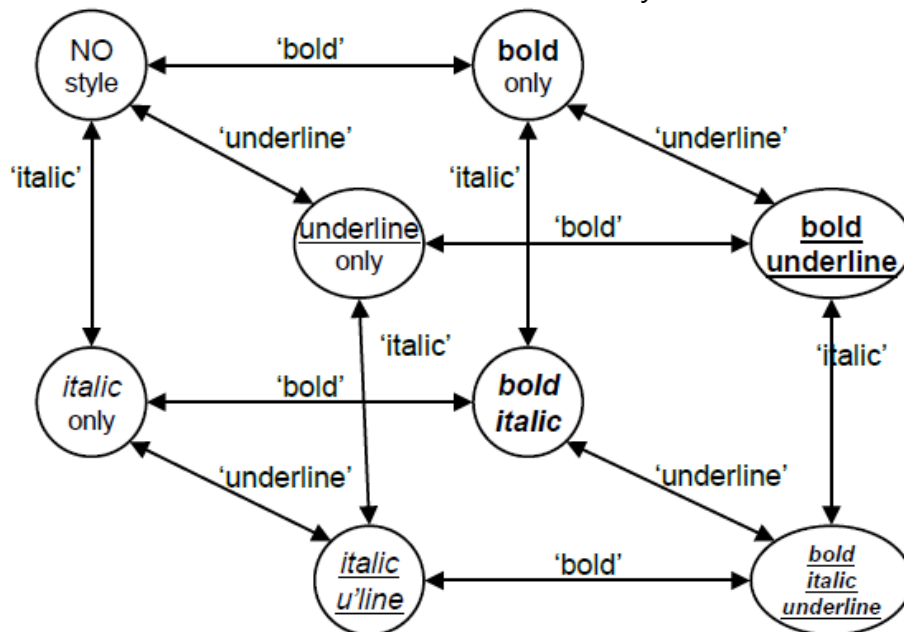 NO
style
‘bold’
bold
only
‘underline’
‘underline’
‘italic’
‘italic’
underline
only
‘bold’
bold
underline
‘italic’
‘italic’
italic
only
‘bold’
bold
italic
‘underline’
‘underline’
italic
u’line
‘bold’
bold
italic
underline